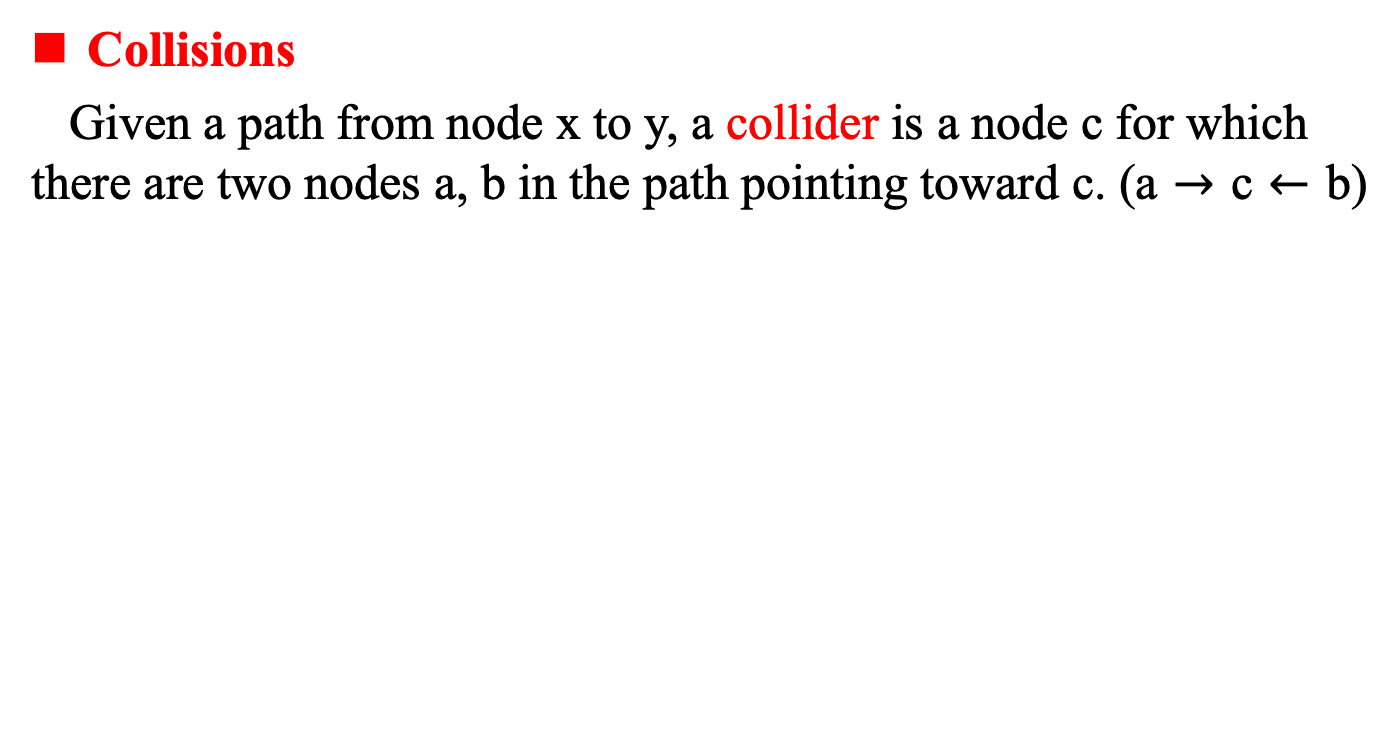 ■ Collisions
Given a path from node x to y, a collider is a node c for which
there are two nodes a, b in the path pointing toward c. (a → c ← b)